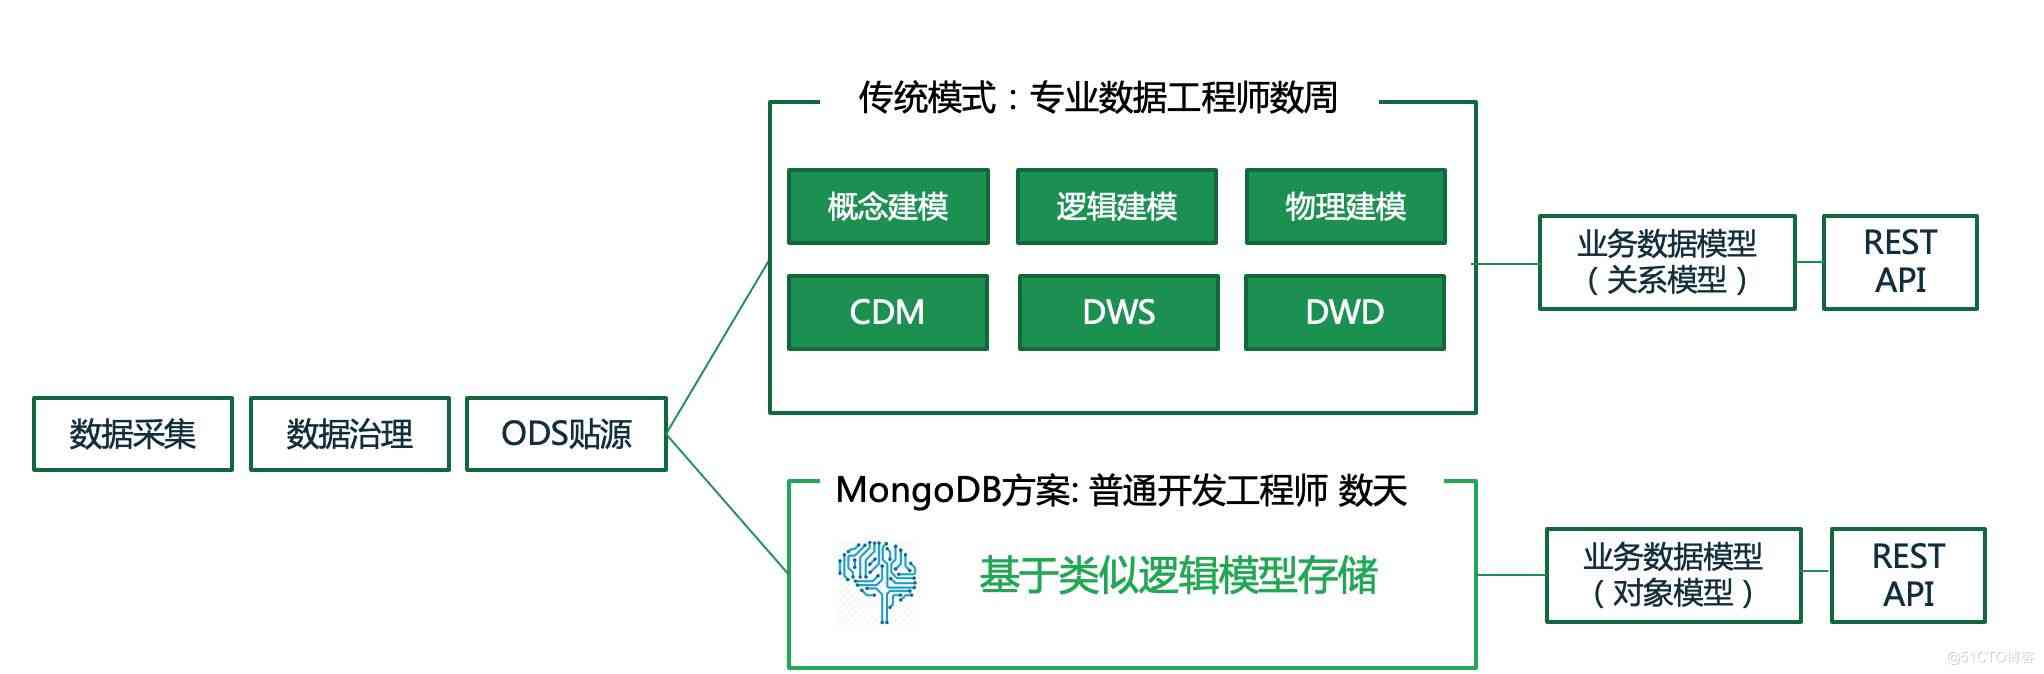 传统模式：专业数据工程师数周
概念建模
逻辑建模
物理建模
CDM
DWS
DWD
业务数据模型
（关系模型）
REST
API
数据采集
数据治理
ODS贴源
MongoDB方案: 普通开发工程师 数天
基于类似逻辑模型存储
业务数据模型
（对象模型）
REST
API
@51CTO博客